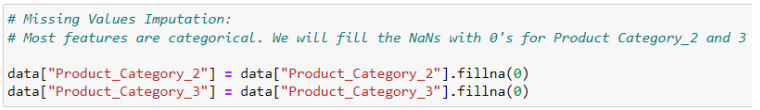 # Missing Values Imputation:
# Most features are categorical. We will fill the NaNs with 0's for Product Category_2 and 3
data["Product_Category_2"] = data["Product_Category_2"].fillna(0)
data["Product_Category_3"] = data["Product_Category_3"].fillna(0)